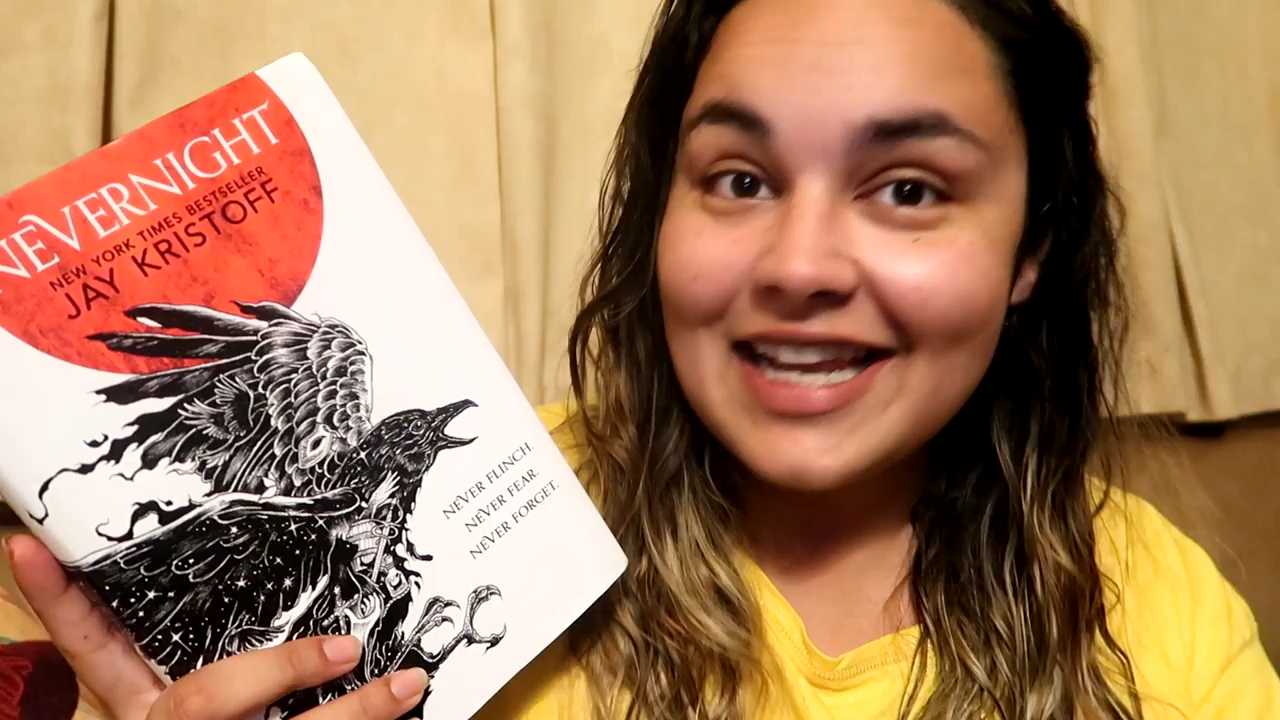 NEVERNIGHT
NEW YORK TIMES BESTSELLER
JAY KRISTOFF
NEVER FLINCH.
NEVER FEAR.
NEVER FORGET.